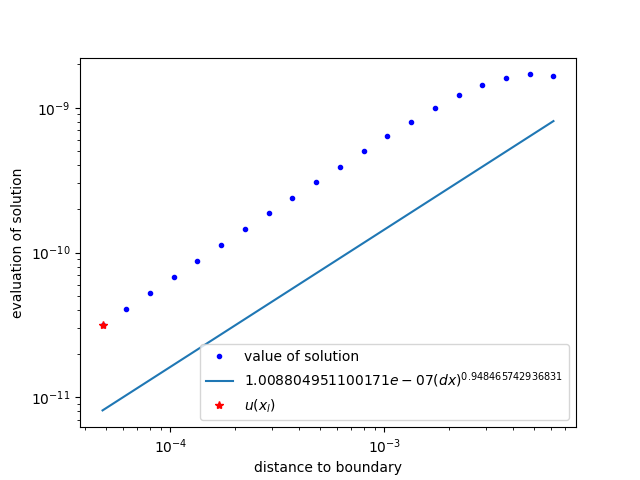 10⁻⁹
10⁻¹⁰
10⁻¹¹
evaluation of solution
value of solution
1.008804951100171e − 07(dx)^0.948465742936831
u(x_I)
10⁻⁴
10⁻³
distance to boundary